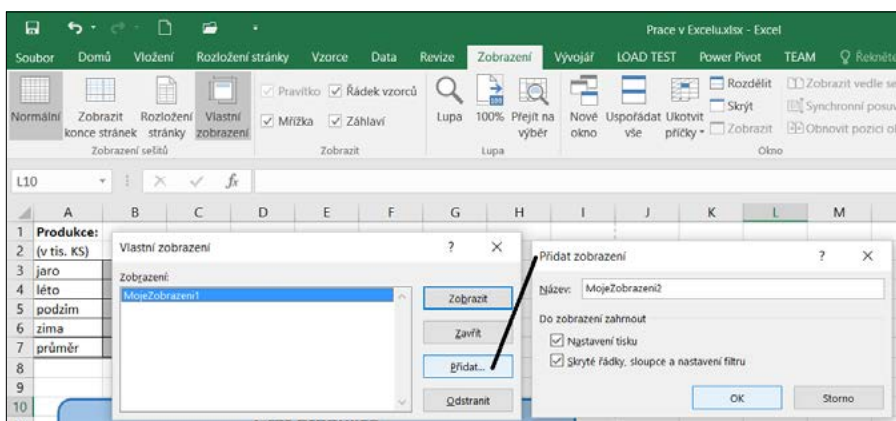 Prace v Excelu.xlsx - Excel
Soubor Domů Vložení Rozložení stránky Vzorce Data Revize Zobrazení Vývojář LOAD TEST Power Pivot TEAM Řekněte
Normální Zobrazit konce stránek Rozložení stránky Vlastní zobrazení
Pravítko Řádek vzorců
Mřížka Záhlaví
Lupa 100% Přejít na výběr
Nové okno Uspořádat vše Ukotvit příčky
Rozdělit Zobrazit vedle se
Skrýt Synchronní posuv
Zobrazit Obnovit pozici
Zobrazení sešitů Zobrazit Lupa Okno
L10 fx
A B C D E F G H I J K L M
1 Produkce:
2 (v tis. KS)
3 jaro
4 léto
5 podzim
6 zima
7 průměr
8
9
10
Vlastní zobrazení ?
Zobrazení:
MojeZobrazeni1
Zobrazit
Zavřít
Přidat...
Odstranit
Přidat zobrazení ?
Název: MojeZobrazeni2
Do zobrazení zahrnout
Nastavení tisku
Skryté řádky, sloupce a nastavení filtru
OK Storno